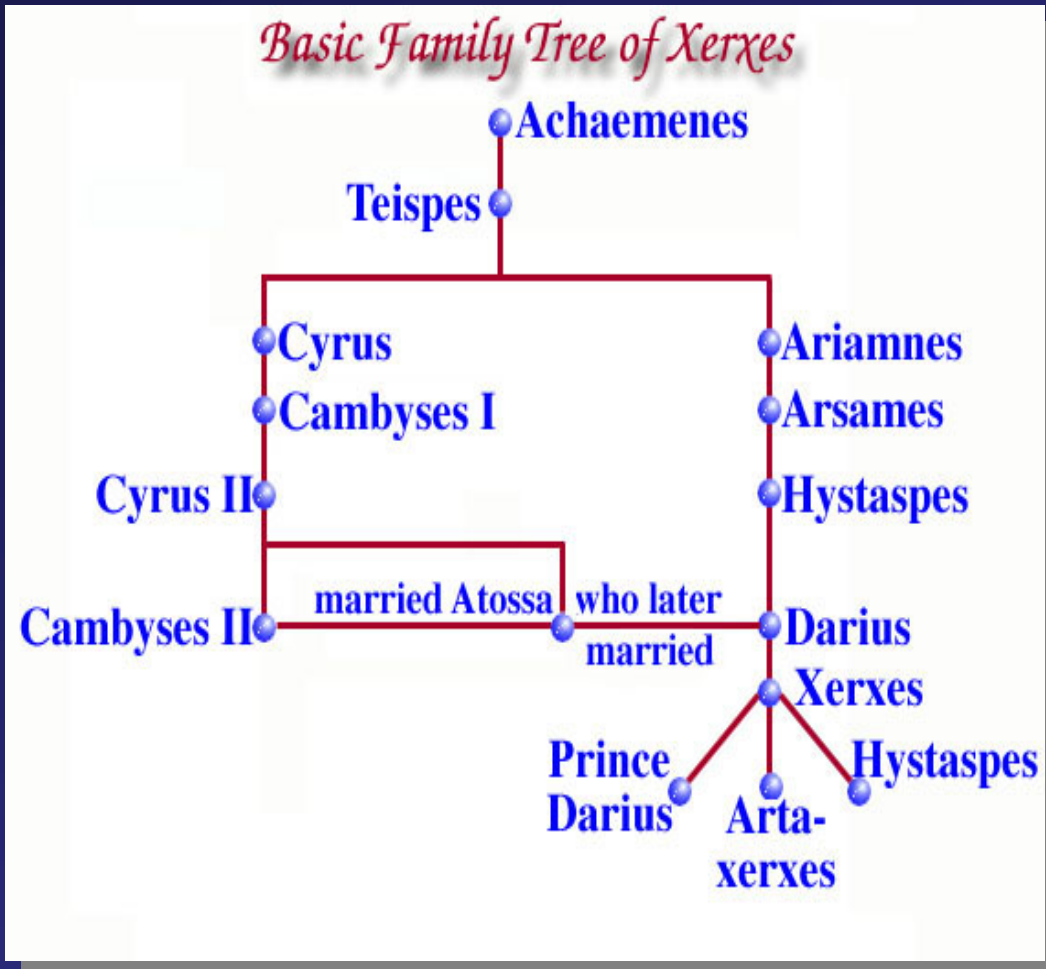 Basic Family Tree of Xerxes
Achaemenes
Teispes
Cyrus
Ariamnes
Cambyses I
Arsames
Cyrus II
Hystaspes
married Atossa who later
married
Cambyses II
Darius
Xerxes
Prince
Darius
Arta-
xerxes
Hystaspes